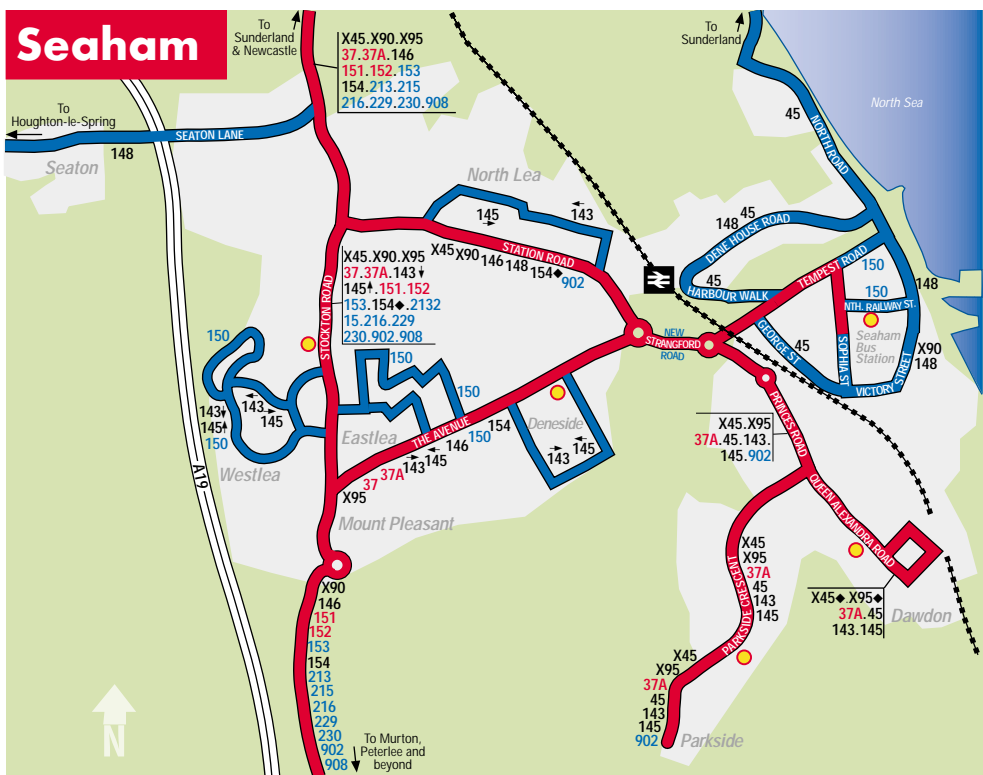 Seaham
To
Sunderland
& Newcastle
X45.X90.X95
37.37A.146
151.152.153
154.213.215
216.229.230.908
To
Sunderland
North Sea
To
Houghton-le-Spring
SEATON LANE
148
Seaton
45
NORTH ROAD
North Lea
145
143
148
45
DENE HOUSE ROAD
45
HARBOUR WALK
TEMPEST ROAD
150
150
148
NTH. RAILWAY ST.
X45
X90
146
148
154◆
902
STATION ROAD
X45.X90.X95
37.37A.143
145.151.152
153.154◆.2132
15.216.229
230.902.908
STOCKTON ROAD
NEW
STRANGFORD
ROAD
GEORGE ST
45
SOPHIA ST
Seaham
Bus
Station
VICTORY STREET
X90
148
150
143
145
143
145
150
Westlea
150
150
Eastlea
THE AVENUE
X95
37
37A
143
145
146
150
154
Deneside
143
145
Mount Pleasant
A19
X45.X95
37A.45.143.
145.902
PRINCES ROAD
QUEEN ALEXANDRA ROAD
X45◆.X95◆
37A.45
143.145
Dawdon
X45
X95
37A
45
143
145
PARKSIDE CRESCENT
X45
X95
37A
45
143
145
902
Parkside
X90
146
151
152
153
154
213
215
216
229
230
902
908
To Murton,
Peterlee and
beyond
N